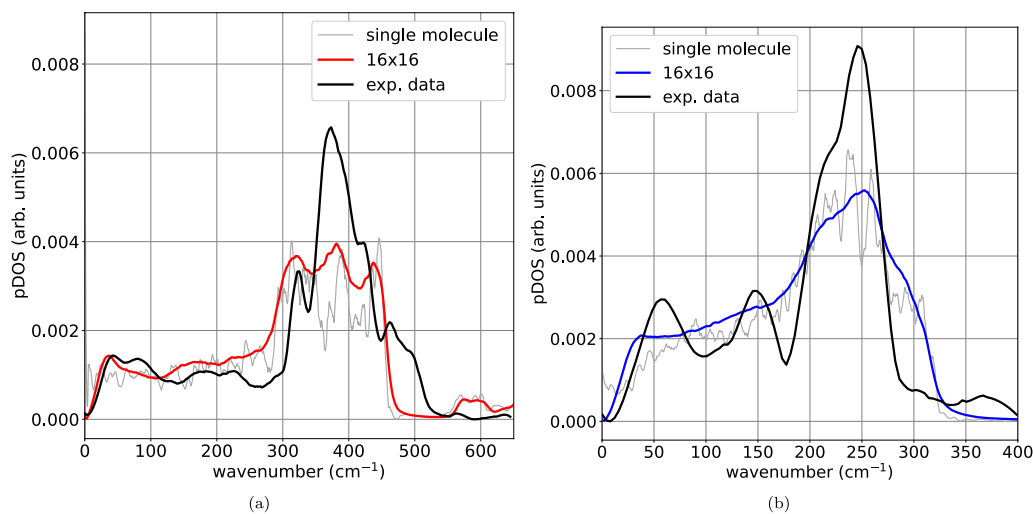 single molecule
16x16
exp. data
pDOS (arb. units)
0.008
0.006
0.004
0.002
0.000
0 100 200 300 400 500 600
wavenumber (cm⁻¹)
(a)
single molecule
16x16
exp. data
pDOS (arb. units)
0.008
0.006
0.004
0.002
0.000
0 50 100 150 200 250 300 350 400
wavenumber (cm⁻¹)
(b)